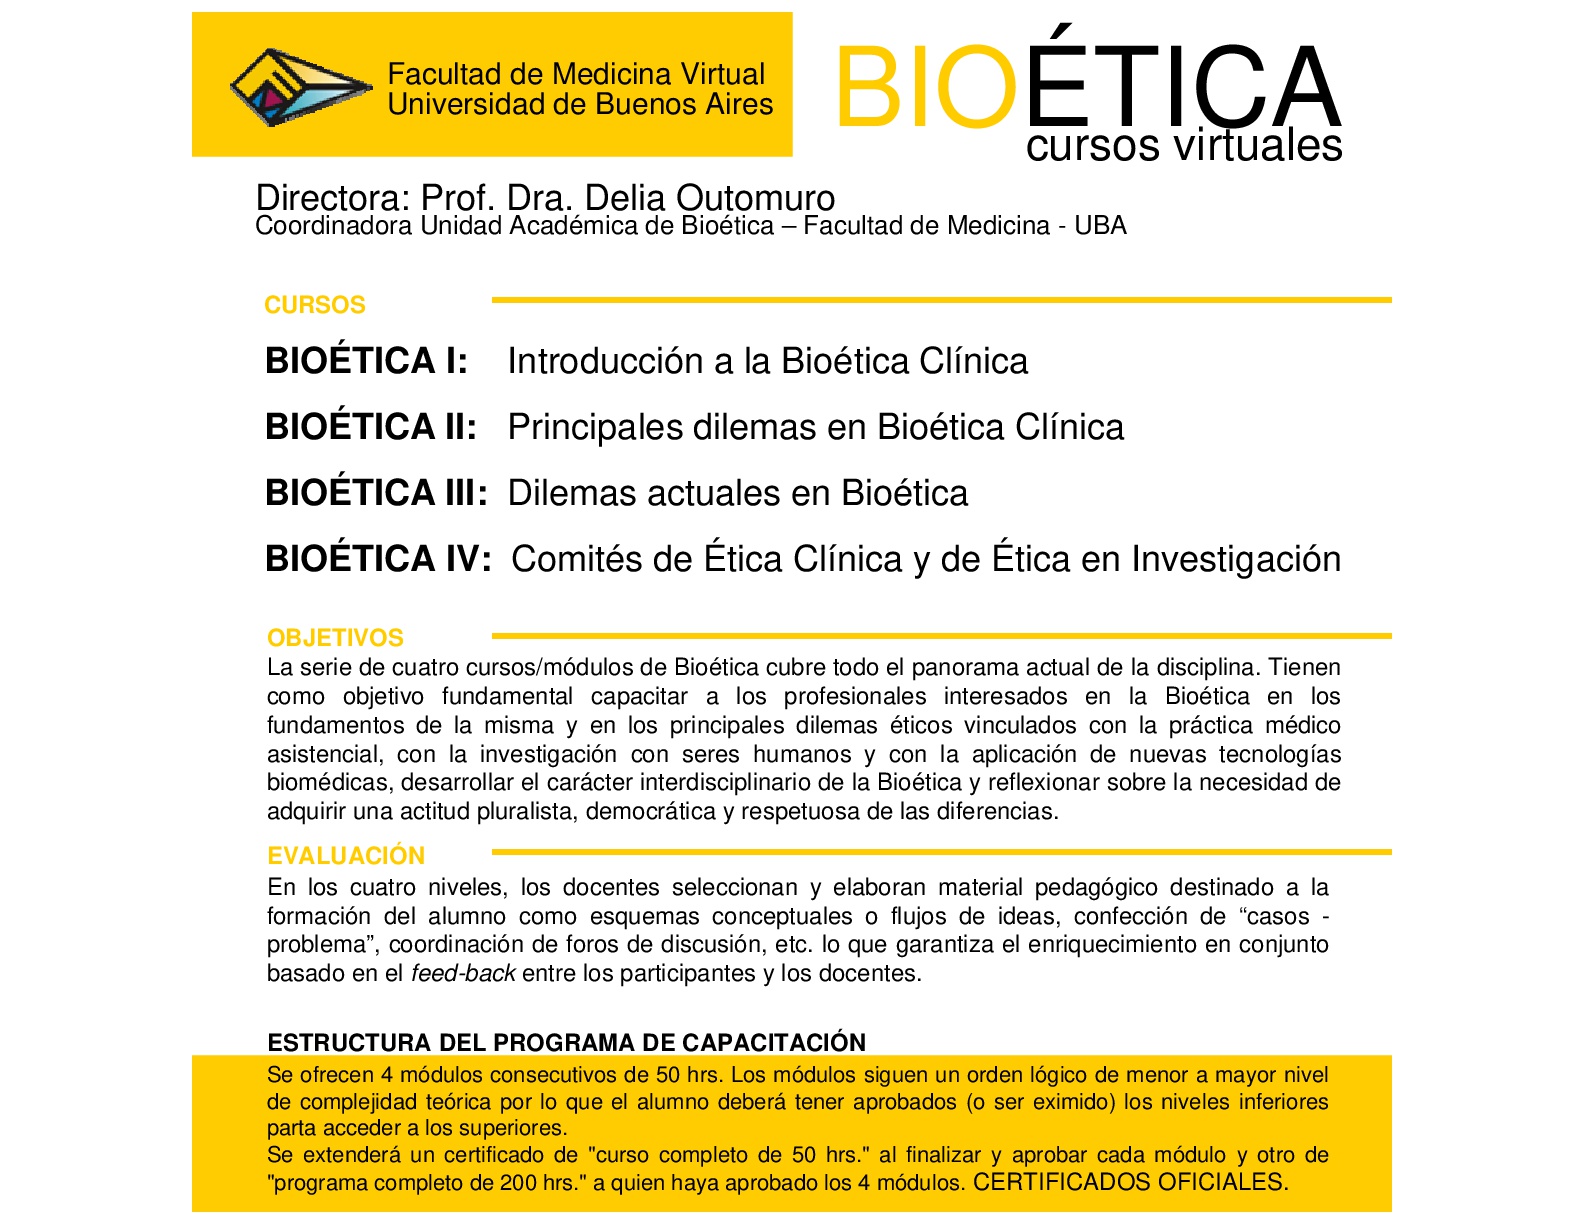 Facultad de Medicina Virtual
Universidad de Buenos Aires
BIOÉTICA
cursos virtuales
Directora: Prof. Dra. Delia Outomuro
Coordinadora Unidad Académica de Bioética – Facultad de Medicina - UBA
CURSOS
BIOÉTICA I: Introducción a la Bioética Clínica
BIOÉTICA II: Principales dilemas en Bioética Clínica
BIOÉTICA III: Dilemas actuales en Bioética
BIOÉTICA IV: Comités de Ética Clínica y de Ética en Investigación
OBJETIVOS
La serie de cuatro cursos/módulos de Bioética cubre todo el panorama actual de la disciplina. Tienen
como objetivo fundamental capacitar a los profesionales interesados en la Bioética en los
fundamentos de la misma y en los principales dilemas éticos vinculados con la práctica médico
asistencial, con la investigación con seres humanos y con la aplicación de nuevas tecnologías
biomédicas, desarrollar el carácter interdisciplinario de la Bioética y reflexionar sobre la necesidad de
adquirir una actitud pluralista, democrática y respetuosa de las diferencias.
EVALUACIÓN
En los cuatro niveles, los docentes seleccionan y elaboran material pedagógico destinado a la
formación del alumno como esquemas conceptuales o flujos de ideas, confección de “casos -
problema”, coordinación de foros de discusión, etc. lo que garantiza el enriquecimiento en conjunto
basado en el feed-back entre los participantes y los docentes.
ESTRUCTURA DEL PROGRAMA DE CAPACITACIÓN
Se ofrecen 4 módulos consecutivos de 50 hrs. Los módulos siguen un orden lógico de menor a mayor nivel
de complejidad teórica por lo que el alumno deberá tener aprobados (o ser eximido) los niveles inferiores
parta acceder a los superiores.
Se extenderá un certificado de "curso completo de 50 hrs." al finalizar y aprobar cada módulo y otro de
"programa completo de 200 hrs." a quien haya aprobado los 4 módulos. CERTIFICADOS OFICIALES.